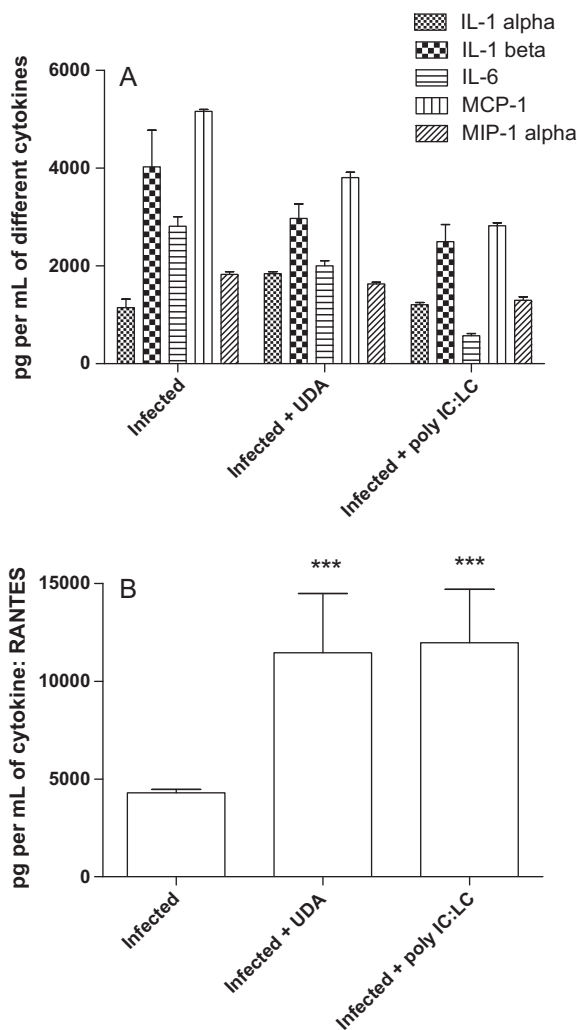 IL-1 alpha
IL-1 beta
IL-6
MCP-1
MIP-1 alpha
A
pg per mL of different cytokines
6000
4000
2000
0
Infected
Infected + UDA
Infected + poly IC:LC
B
pg per mL of cytokine: RANTES
15000
10000
5000
0
***
***
Infected
Infected + UDA
Infected + poly IC:LC